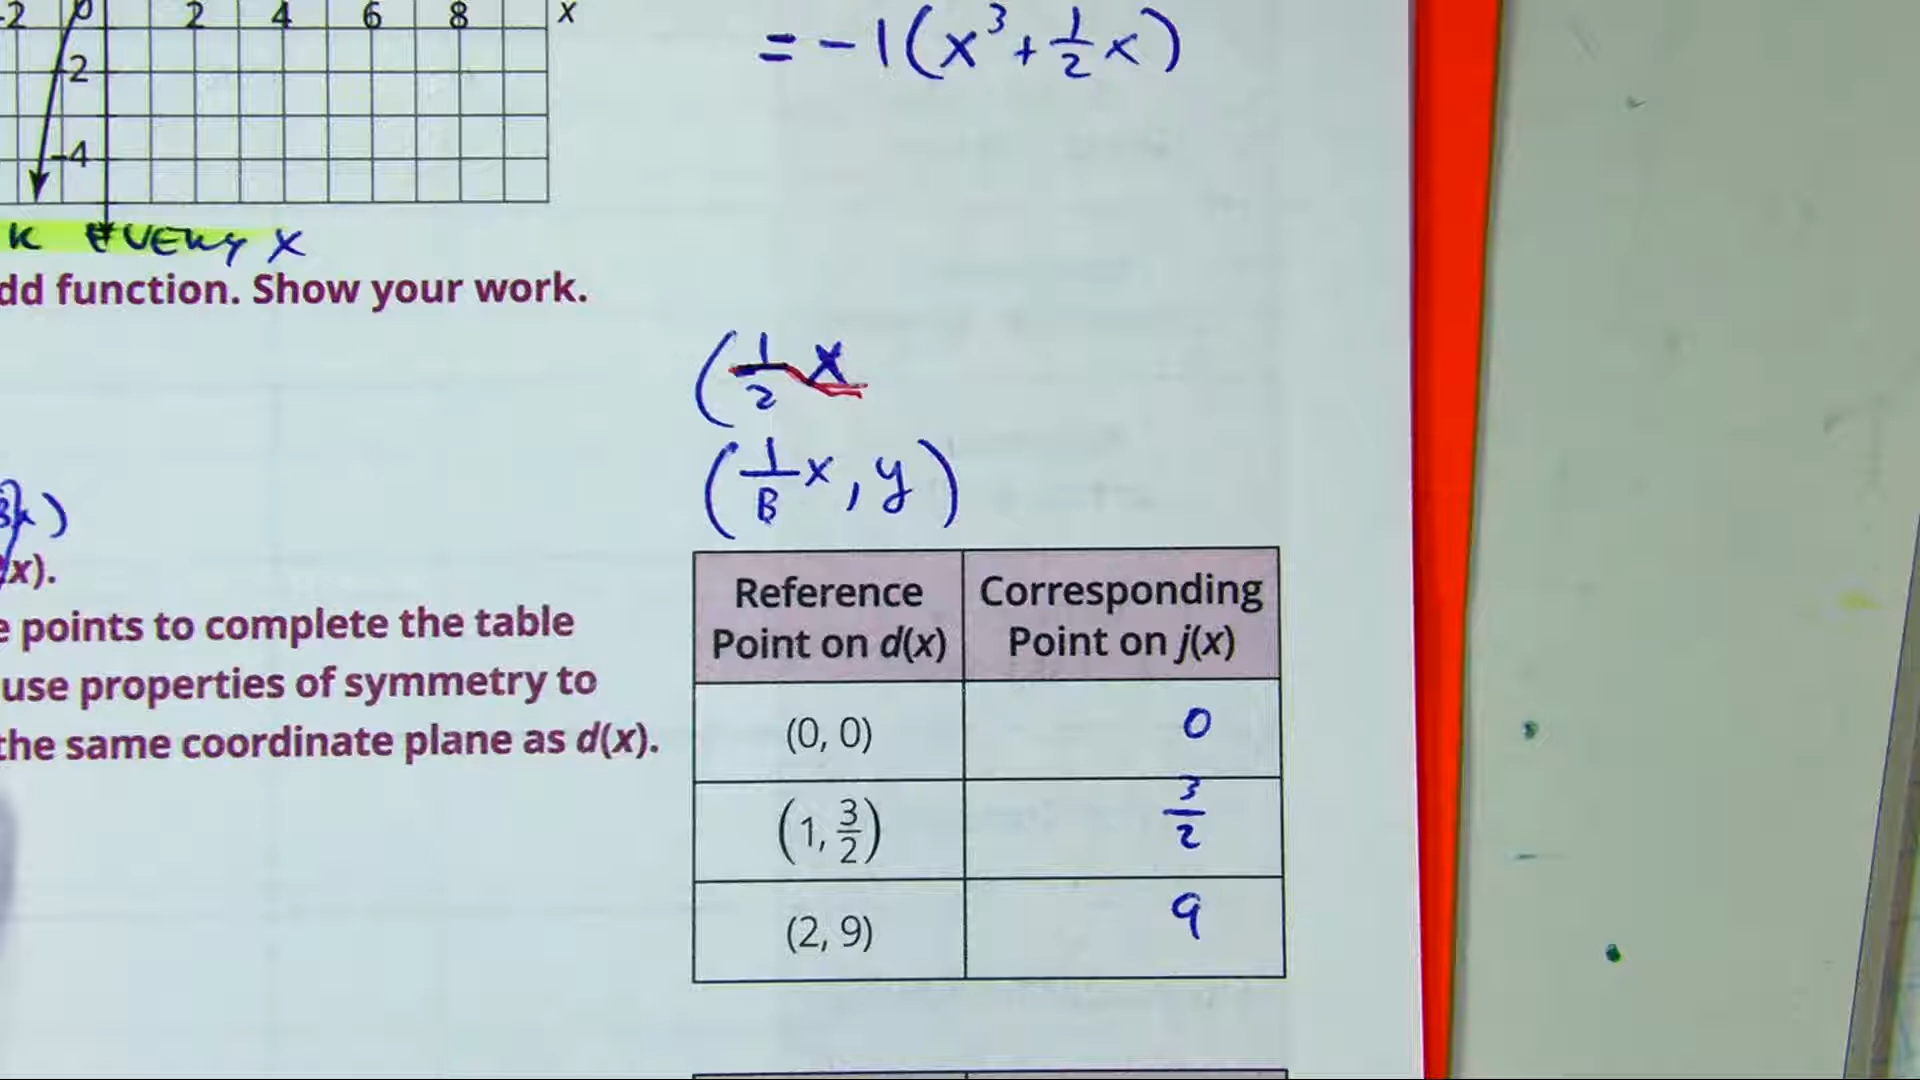 -2 0 2 4 6 8 x
-2
-4
= -1(x³ + 1/2 x)
K EVERY X
dd function. Show your work.
(1/2 x
(1/B x, y)
x).
e points to complete the table
use properties of symmetry to
the same coordinate plane as d(x).
Reference Point on d(x) Corresponding Point on j(x)
(0, 0) 0
(1, 3/2) 3/2
(2, 9) 9